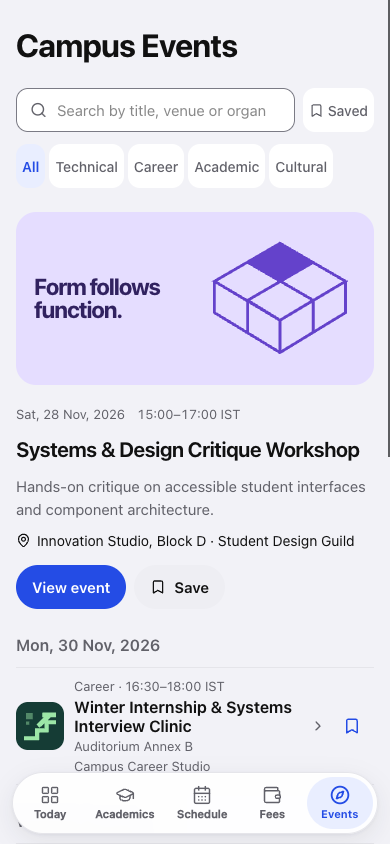 Campus Events
Search by title, venue or organ
Saved
All
Technical
Career
Academic
Cultural
Form follows
function.
Sat, 28 Nov, 2026 15:00–17:00 IST
Systems & Design Critique Workshop
Hands-on critique on accessible student interfaces
and component architecture.
Innovation Studio, Block D · Student Design Guild
View event
Save
Mon, 30 Nov, 2026
Career · 16:30–18:00 IST
Winter Internship & Systems
Interview Clinic
Auditorium Annex B
Campus Career Studio
Today
Academics
Schedule
Fees
Events